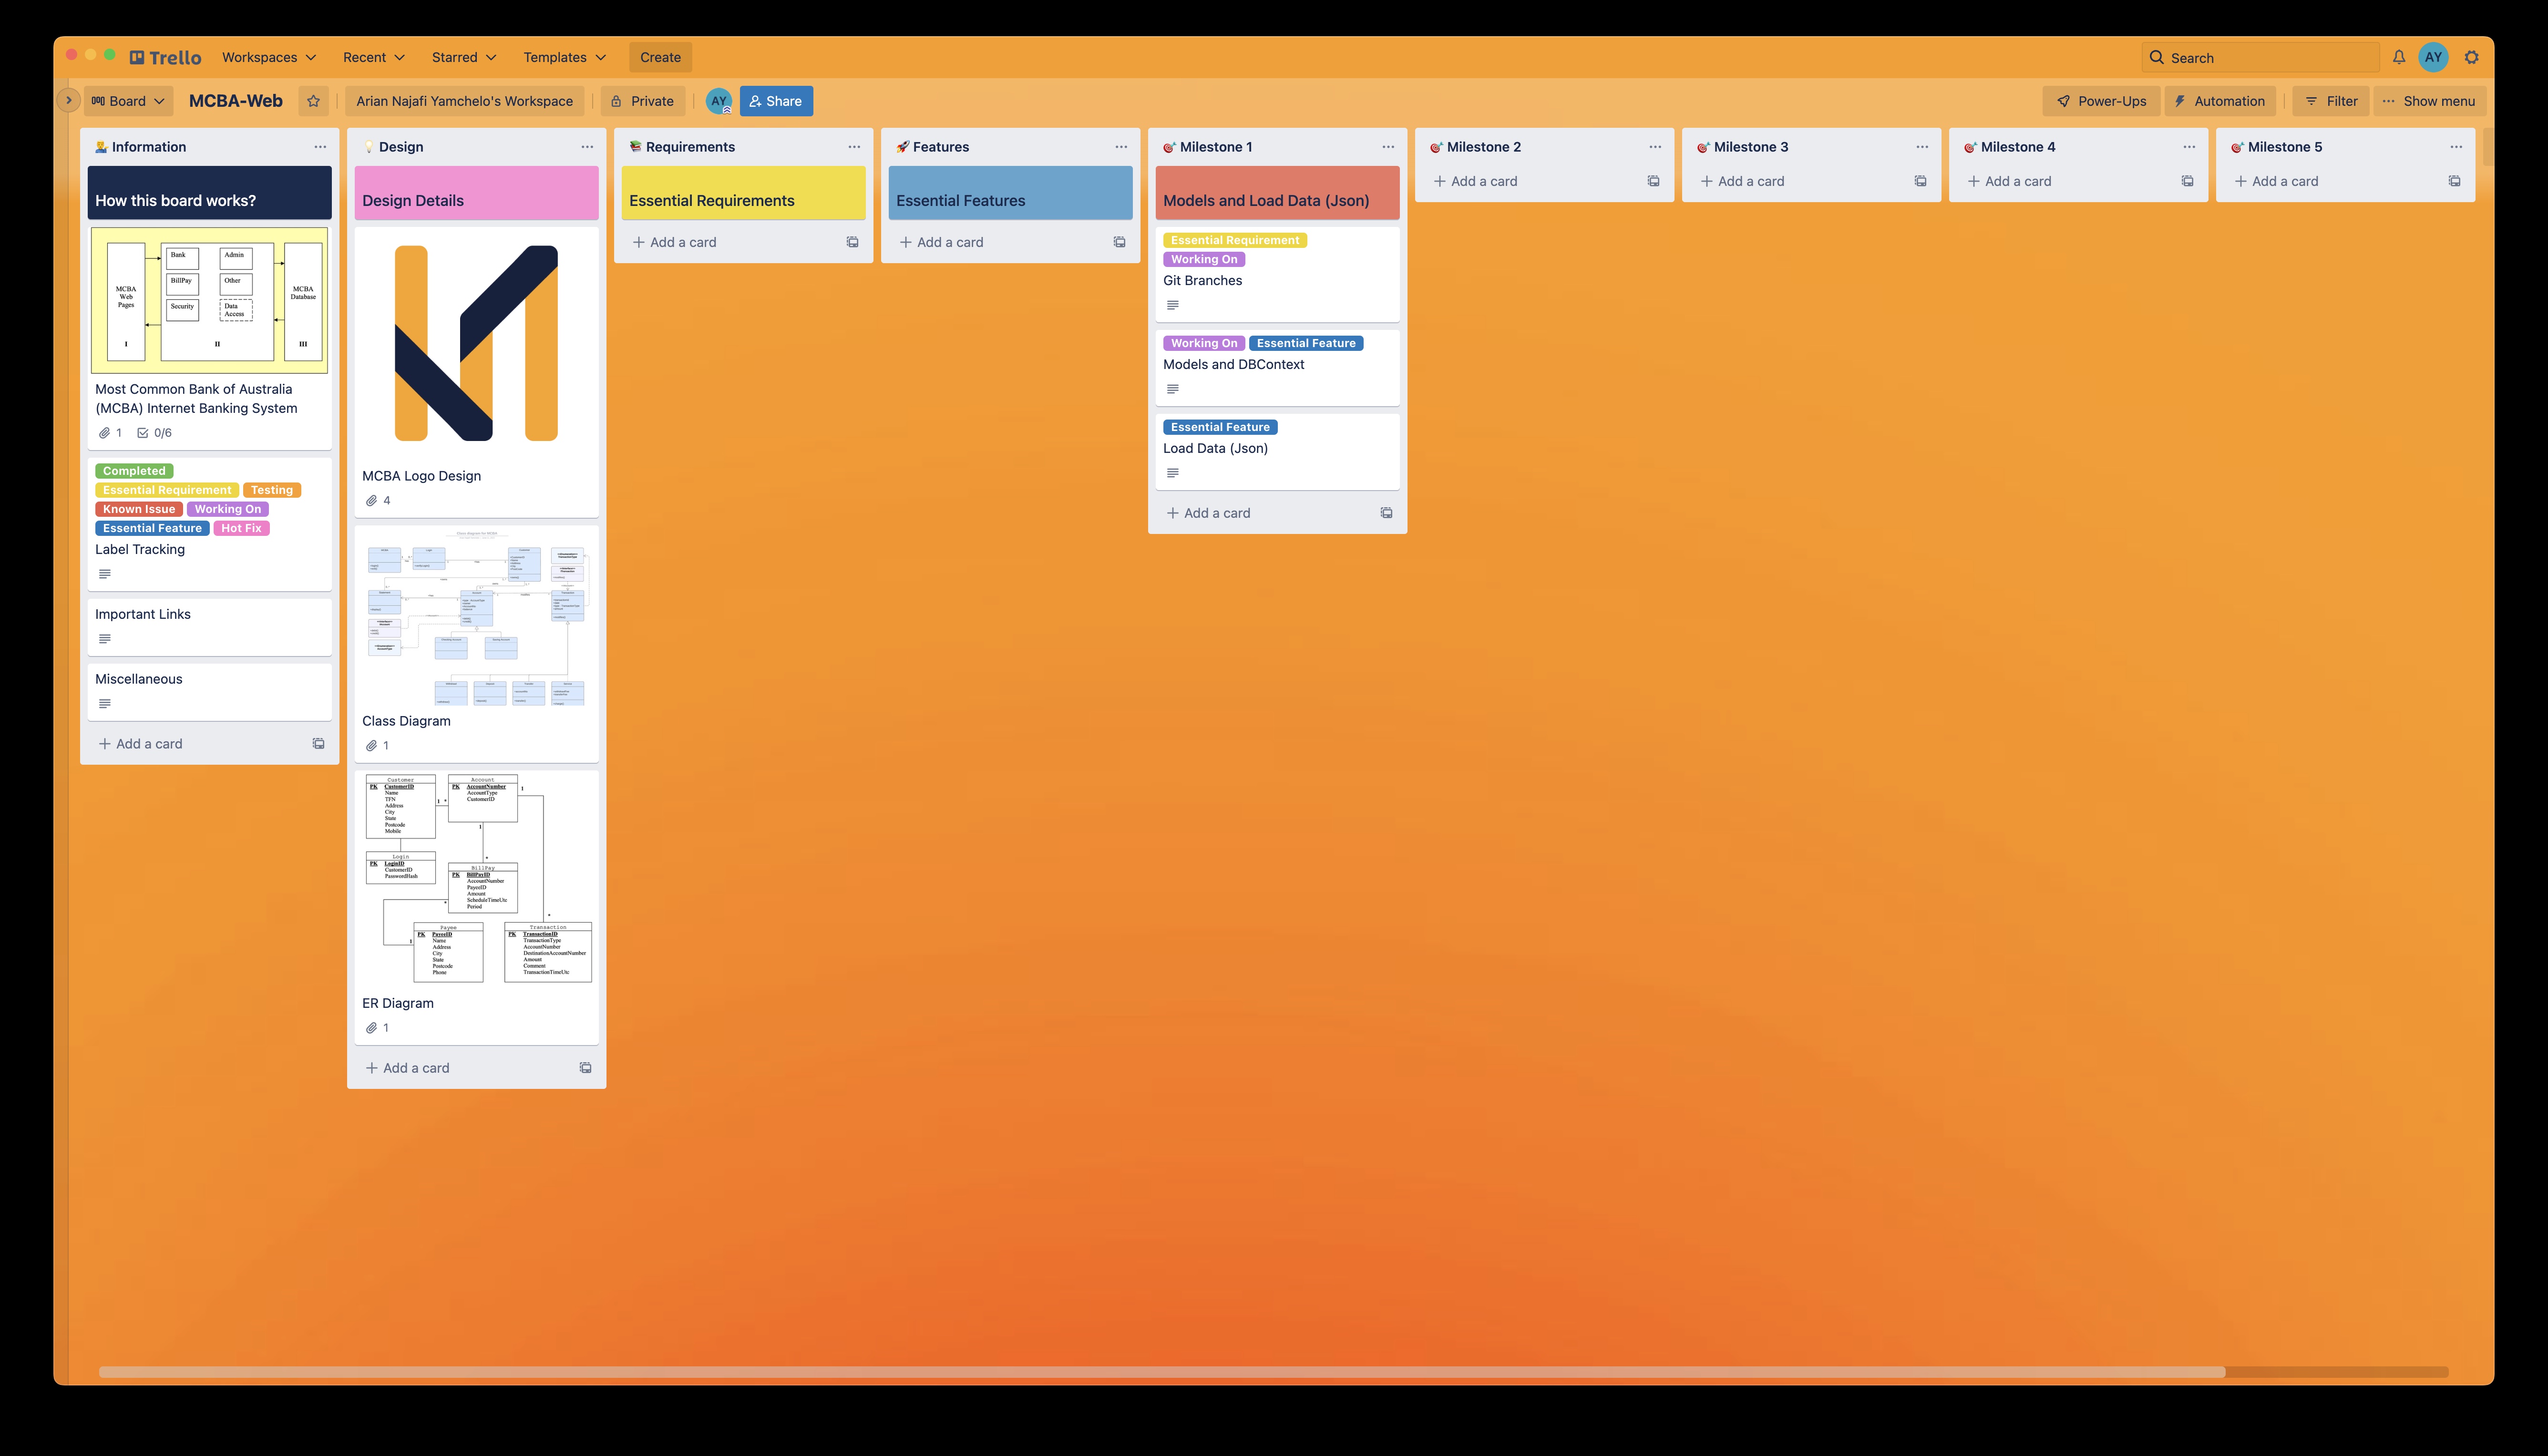 Trello
Workspaces
Recent
Starred
Templates
Create
Search
AY
Board
MCBA-Web
Arian Najafi Yamchelo's Workspace
Private
AY
Share
Power-Ups
Automation
Filter
Show menu
Information
How this board works?
MCBA
Web
Pages
I
Bank
Admin
BillPay
Other
Security
Data
Access
II
MCBA
Database
III
Most Common Bank of Australia
(MCBA) Internet Banking System
1
0/6
Completed
Essential Requirement Testing
Known Issue Working On
Essential Feature Hot Fix
Label Tracking
Important Links
Miscellaneous
Add a card
Design
Design Details
MCBA Logo Design
4
Class Diagram
1
Customer
PK CustomerID
Name
TFN
Address
City
State
Postcode
Mobile
1 *
Account
PK AccountNumber
AccountType
CustomerID
1
1
Login
PK LoginID
CustomerID
PasswordHash
*
BillPay
PK BillPayID
AccountNumber
PayeeID
Amount
ScheduleTimeUtc
Period
*
*
1
Payee
PK PayeeID
Name
Address
City
State
Postcode
Phone
Transaction
PK TransactionID
TransactionType
AccountNumber
DestinationAccountNumber
Amount
Comment
TransactionTimeUtc
ER Diagram
1
Add a card
Requirements
Essential Requirements
Add a card
Features
Essential Features
Add a card
Milestone 1
Models and Load Data (Json)
Essential Requirement
Working On
Git Branches
Working On Essential Feature
Models and DBContext
Essential Feature
Load Data (Json)
Add a card
Milestone 2
Add a card
Milestone 3
Add a card
Milestone 4
Add a card
Milestone 5
Add a card